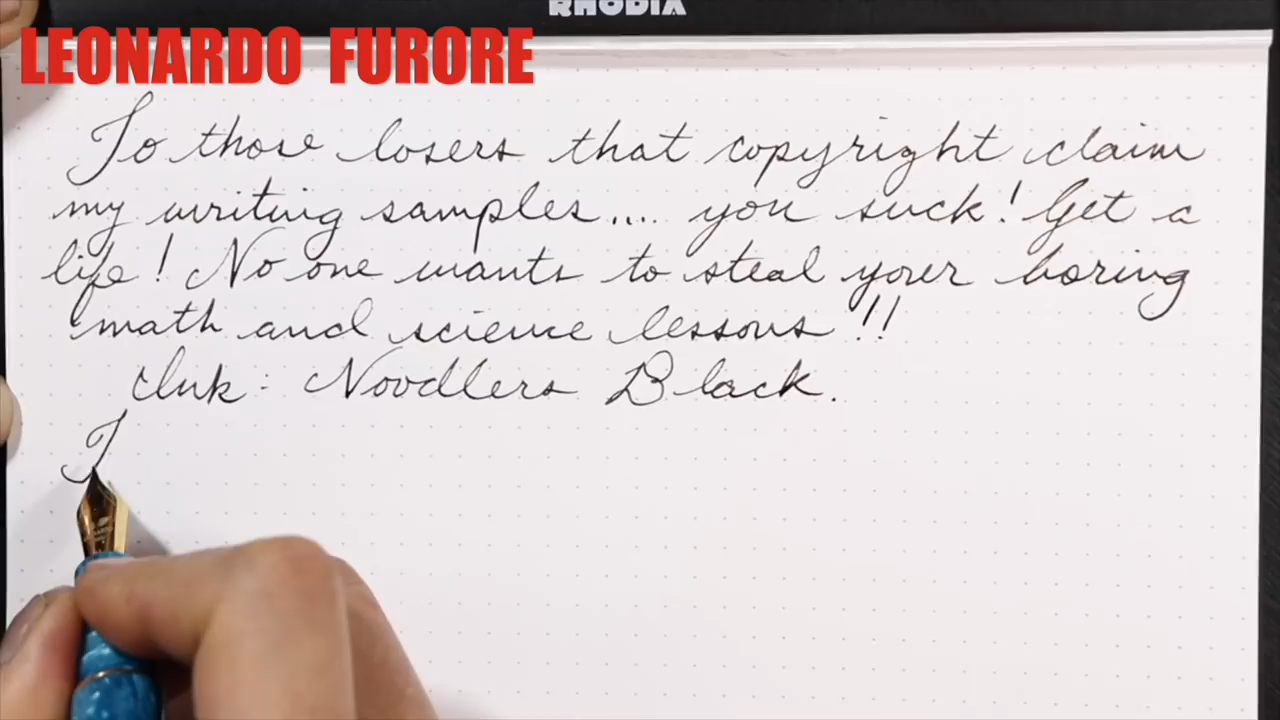 RHODIA
LEONARDO FURORE
To those losers that copyright claim
my writing samples.... you suck! Get a
life! No one wants to steal your boring
math and science lessons!!
Ink: Noodlers Black.
T